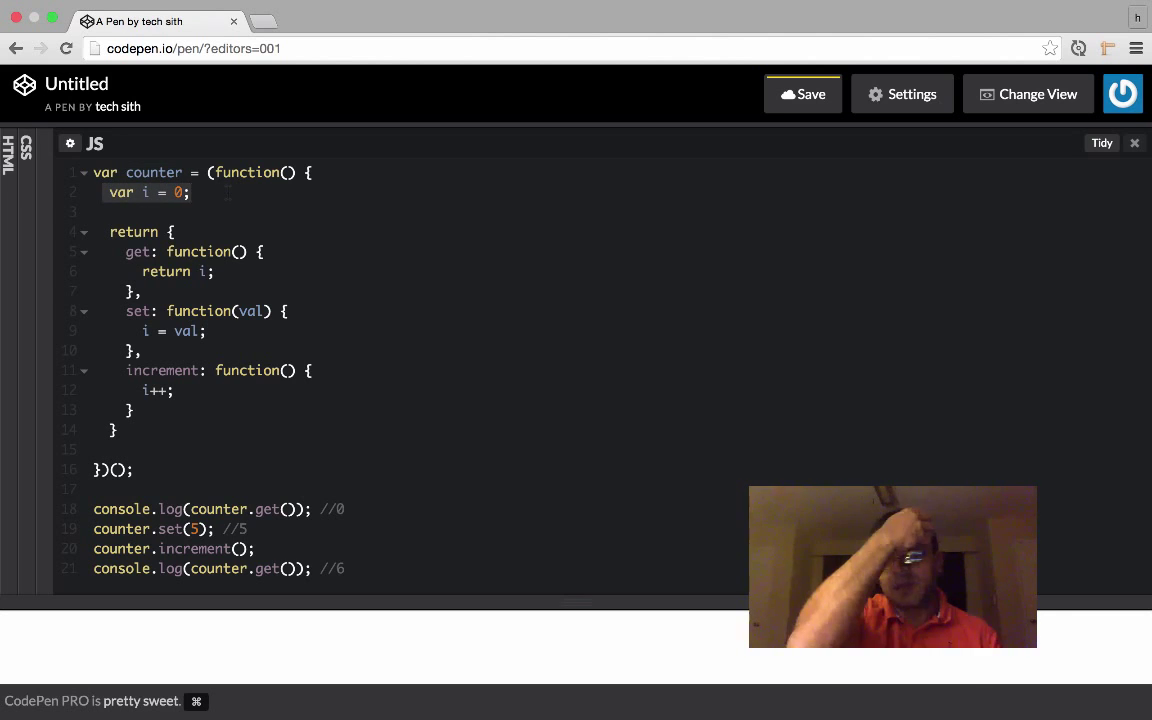 A Pen by tech sith
h
codepen.io/pen/?editors=001
Untitled
A PEN BY tech sith
Save
Settings
Change View
HTML
CSS
JS
Tidy
1 var counter = (function() {
2 var i = 0;
3
4 return {
5 get: function() {
6 return i;
7 },
8 set: function(val) {
9 i = val;
10 },
11 increment: function() {
12 i++;
13 }
14 }
15
16 })();
17
18 console.log(counter.get()); //0
19 counter.set(5); //5
20 counter.increment();
21 console.log(counter.get()); //6
CodePen PRO is pretty sweet. ⌘